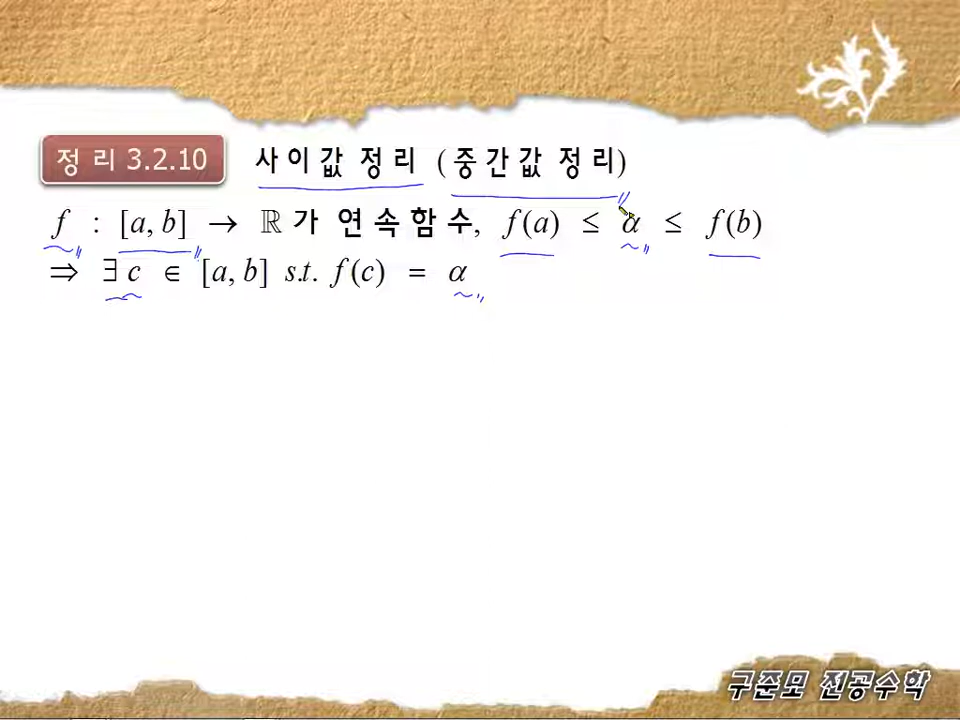 정리 3.2.10 사이값 정리 (중간값 정리)
f : [a, b] → ℝ가 연속함수, f(a) ≤ α ≤ f(b)
⇒ ∃ c ∈ [a, b] s.t. f(c) = α
구준모 전공수학